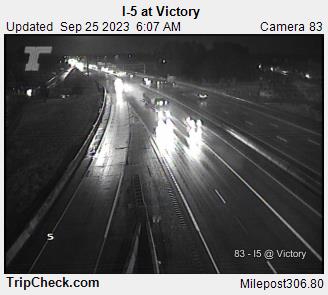 I-5 at Victory
Updated Sep 25 2023 6:07 AM Camera 83
T
S
83 - I5 @ Victory
TripCheck.com Milepost306.80